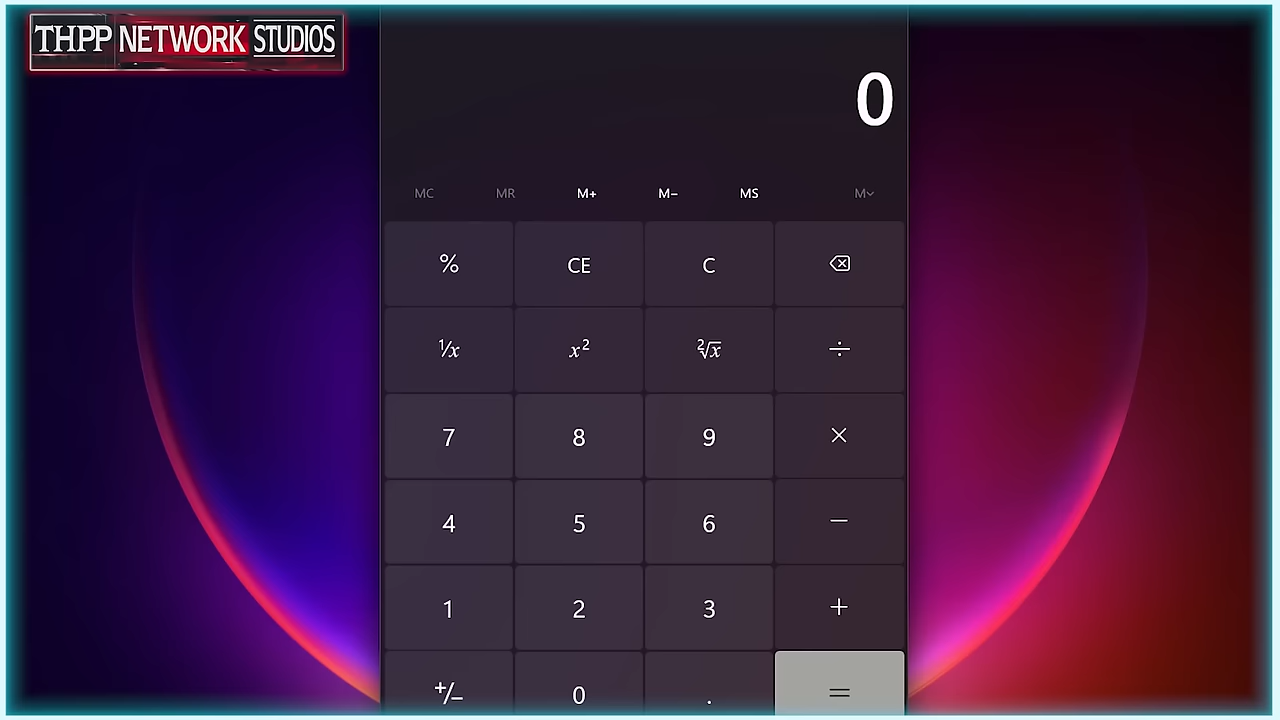 THPP NETWORK STUDIOS
0
MC MR M+ M- MS M
% CE C
1/x x² ²√x ÷
7 8 9 ×
4 5 6 −
1 2 3 +
+/− 0 . =